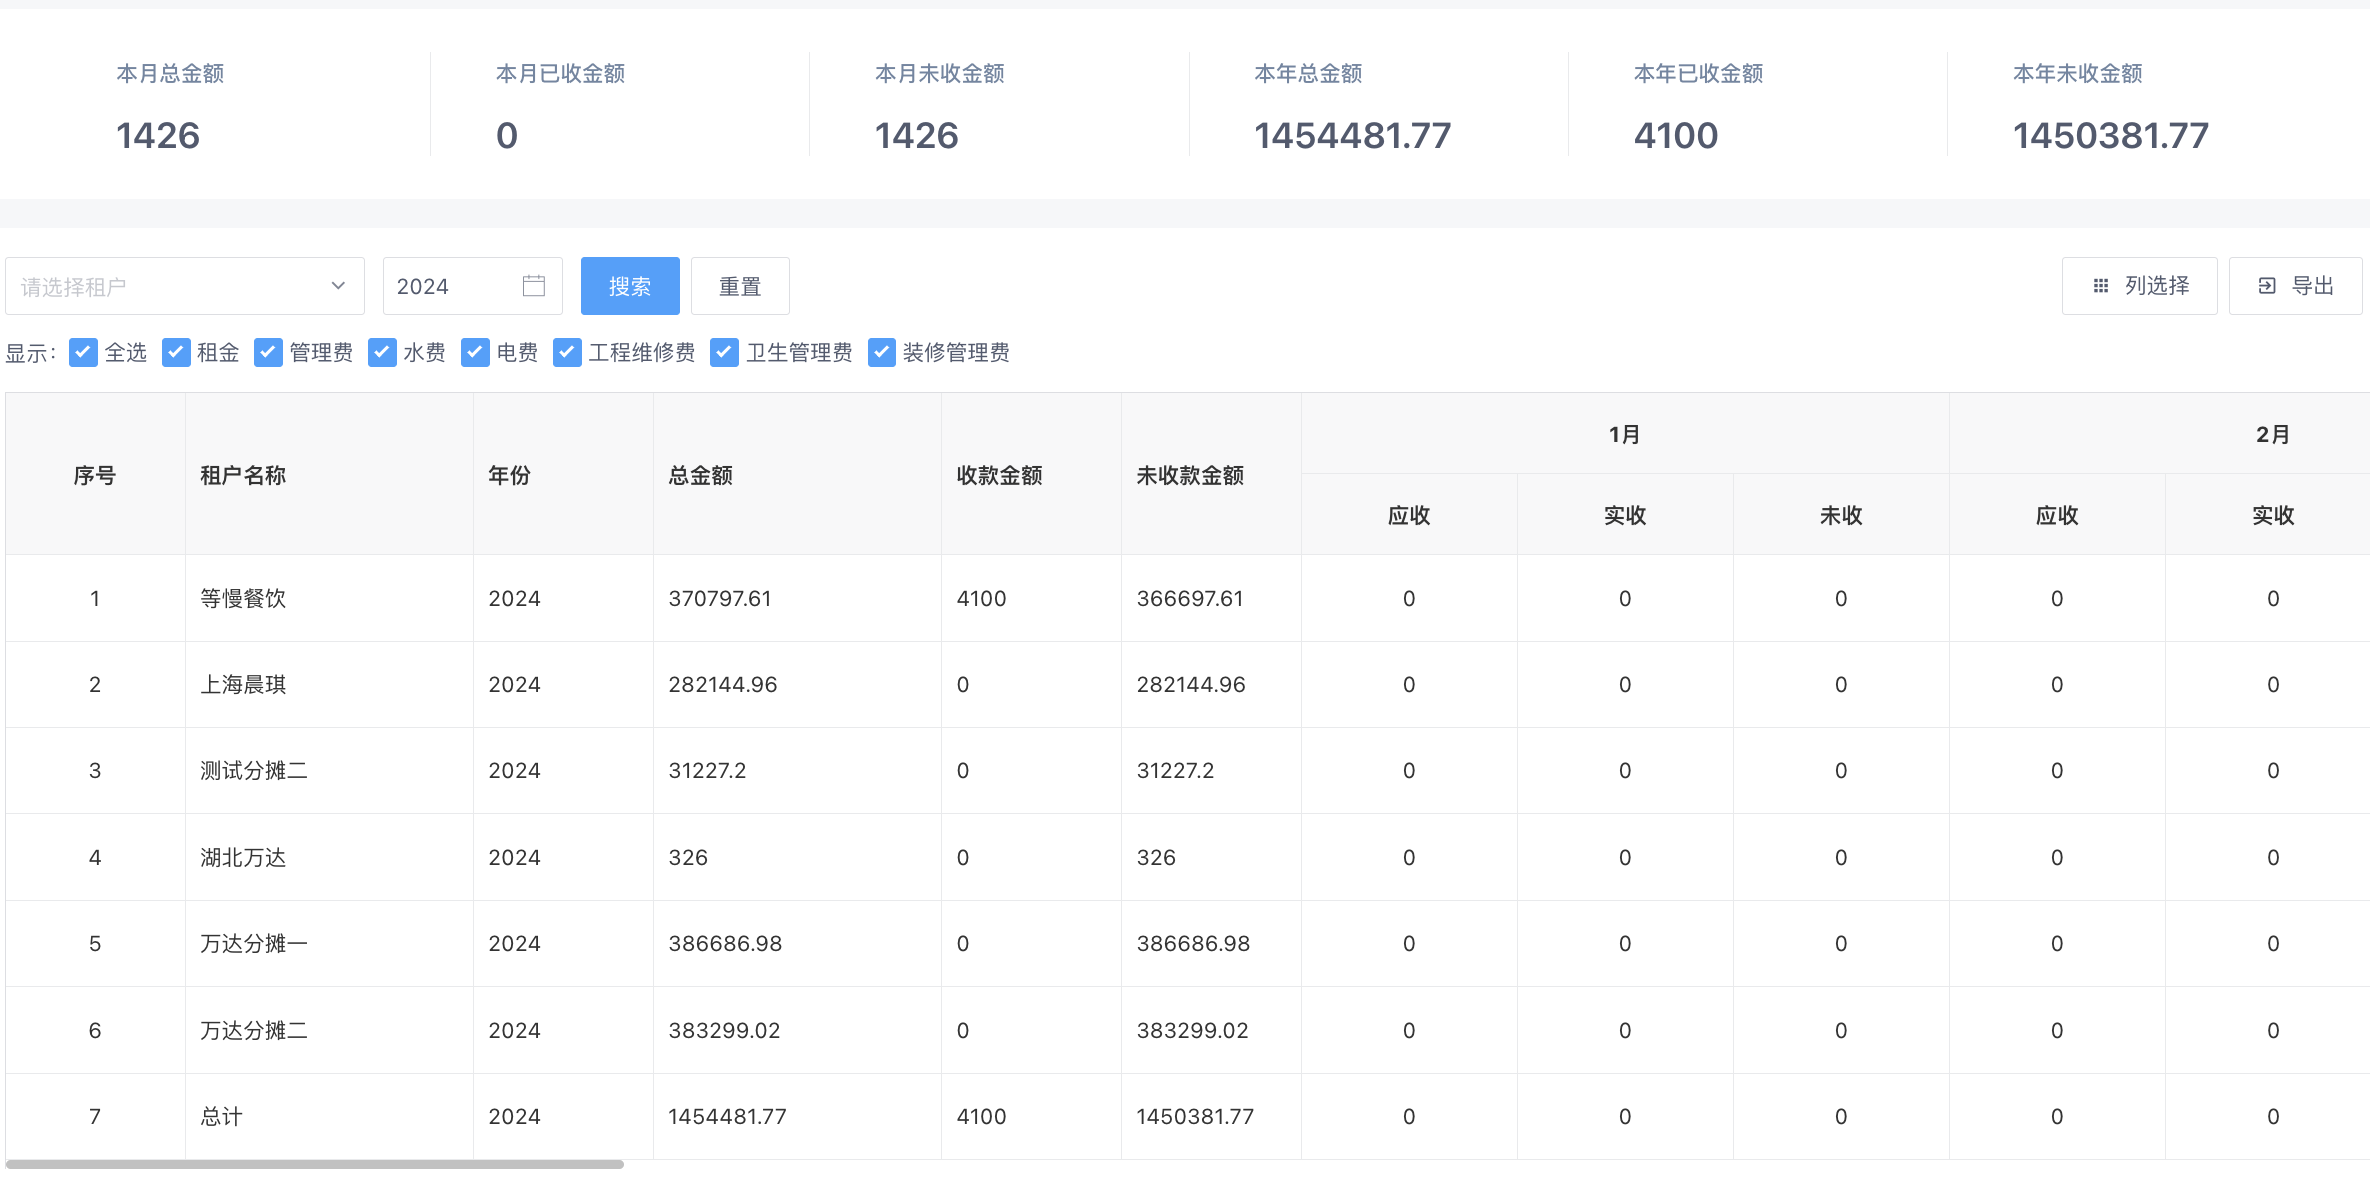 本月总金额 本月已收金额 本月未收金额 本年总金额 本年已收金额 本年未收金额
1426 0 1426 1454481.77 4100 1450381.77
请选择租户 2024 搜索 重置 列选择 导出
显示: 全选 租金 管理费 水费 电费 工程维修费 卫生管理费 装修管理费
序号 租户名称 年份 总金额 收款金额 未收款金额 1月 2月
应收 实收 未收 应收 实收
1 等慢餐饮 2024 370797.61 4100 366697.61 0 0 0 0 0
2 上海晨琪 2024 282144.96 0 282144.96 0 0 0 0 0
3 测试分摊二 2024 31227.2 0 31227.2 0 0 0 0 0
4 湖北万达 2024 326 0 326 0 0 0 0 0
5 万达分摊一 2024 386686.98 0 386686.98 0 0 0 0 0
6 万达分摊二 2024 383299.02 0 383299.02 0 0 0 0 0
7 总计 2024 1454481.77 4100 1450381.77 0 0 0 0 0